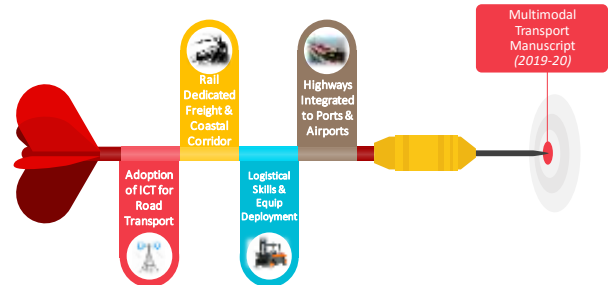 Multimodal
Transport
Manuscript
(2019-20)
Rail
Dedicated
Freight &
Coastal
Corridor
Highways
Integrated
to Ports &
Airports
Adoption
of ICT for
Road
Transport
Logistical
Skills &
Equip
Deployment